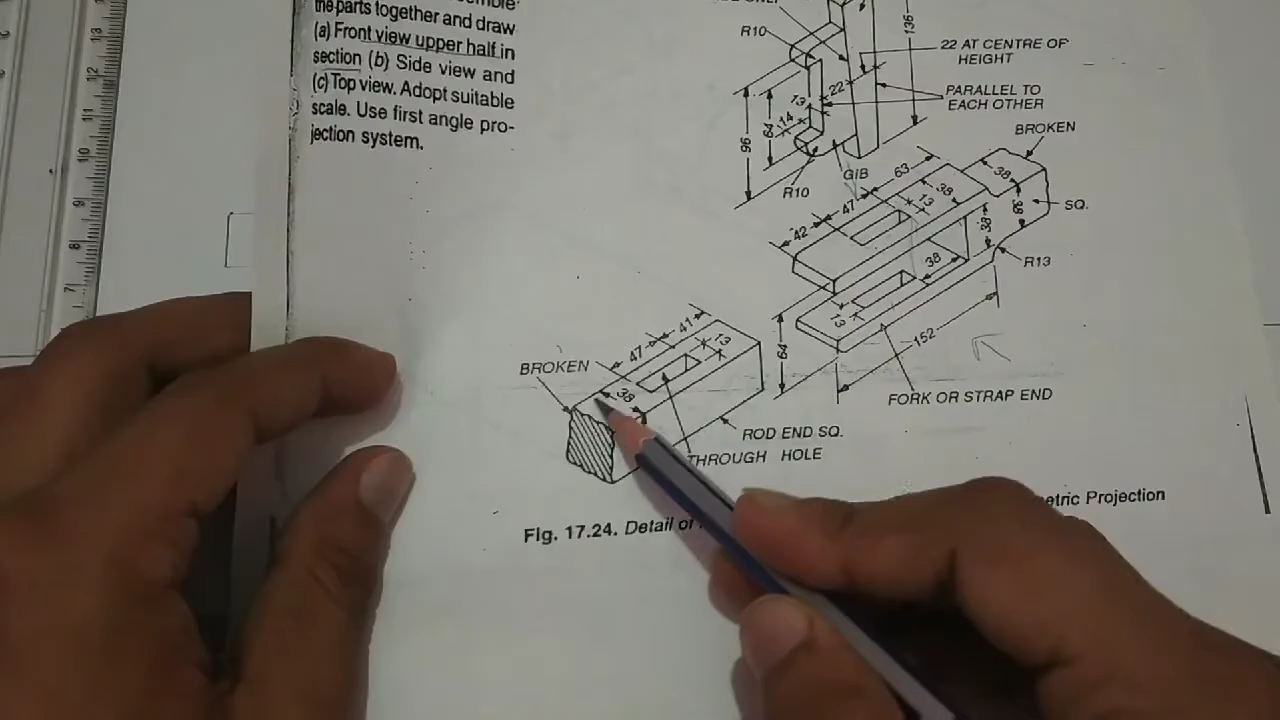 the parts together and draw
(a) Front view upper half in
section (b) Side view and
(c) Top view. Adopt suitable
scale. Use first angle pro-
jection system.
R10
136
22 AT CENTRE OF
HEIGHT
PARALLEL TO
EACH OTHER
22
13
14
64
96
R10
GIB
BROKEN
63
38
38
13
47
42
SQ.
38
38
38
R13
13
64
152
FORK OR STRAP END
41
47
13
BROKEN
38
ROD END SQ.
THROUGH HOLE
Fig. 17.24. Detail of
Projection
13
12
11
10
9
8
7